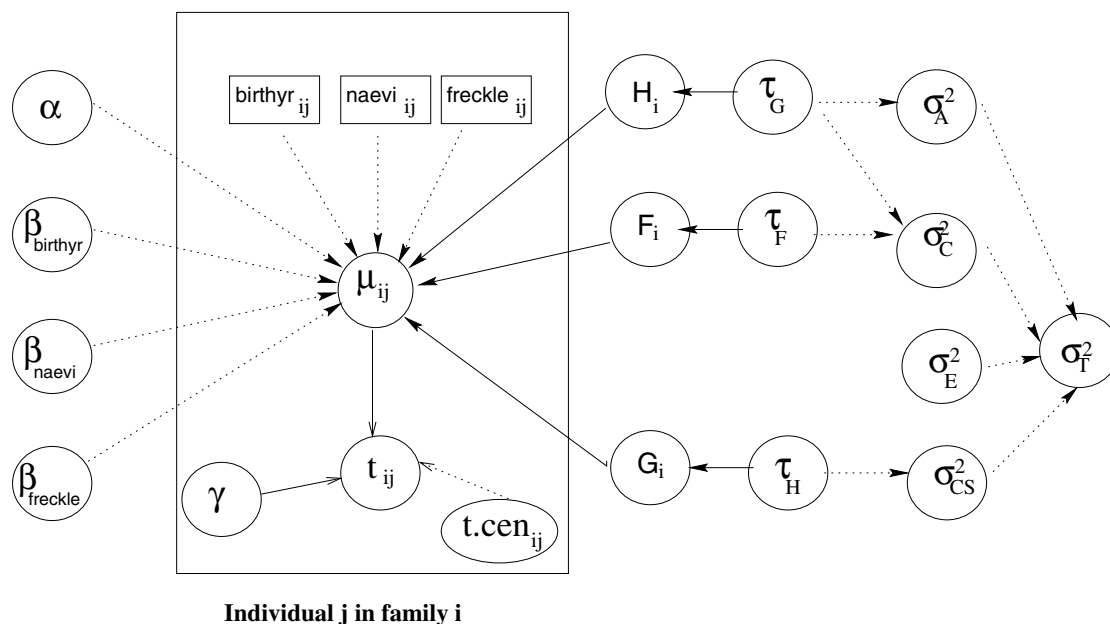 α
β birthyr
β naevi
β freckle
birthyr ij
naevi ij
freckle ij
μ ij
t ij
γ
t.cen ij
H i
τ G
σ²A
F i
τ F
σ²C
σ²E
σ²T
G i
τ H
σ²CS
Individual j in family i